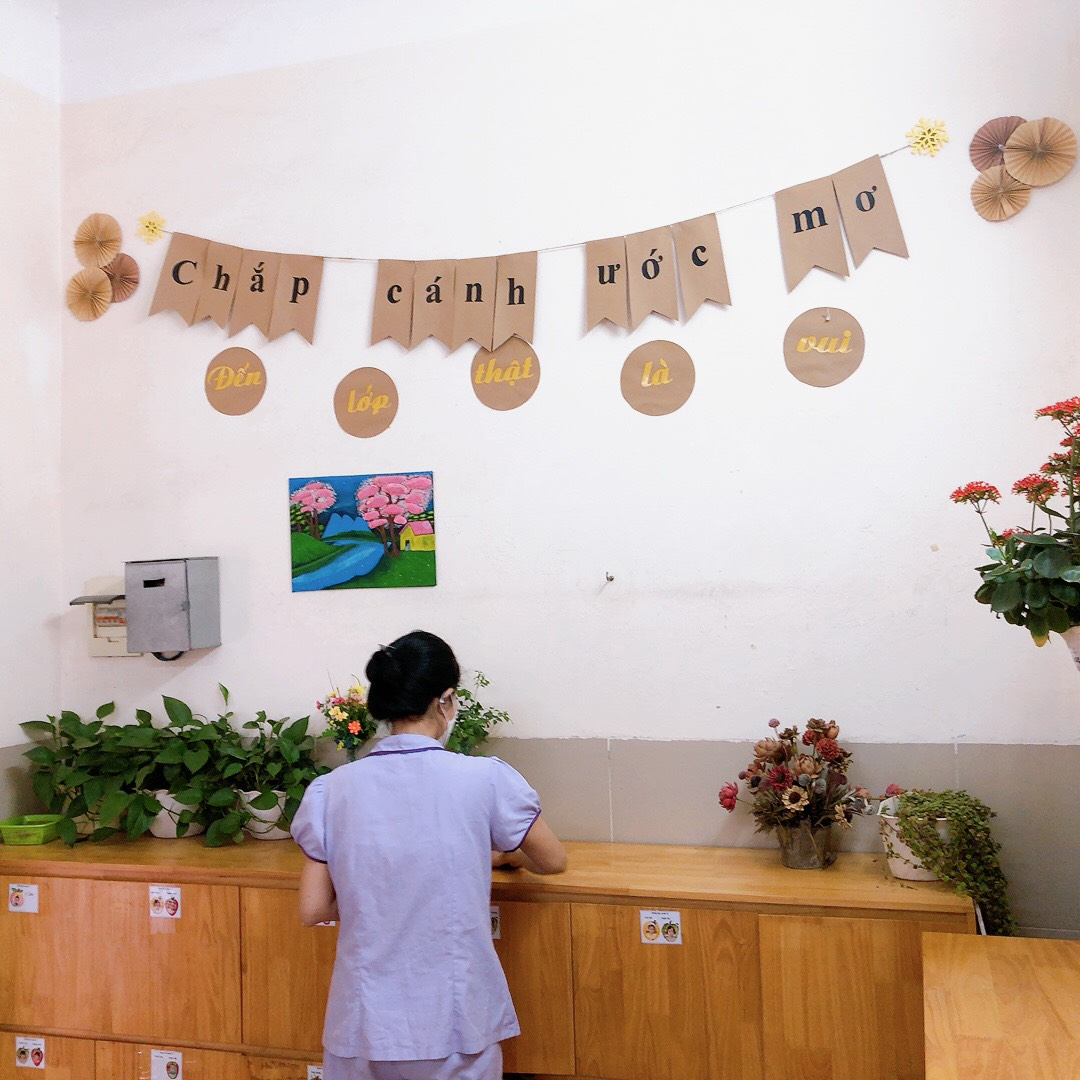 Chắp cánh ước mơ
Đến lớp thật là vui